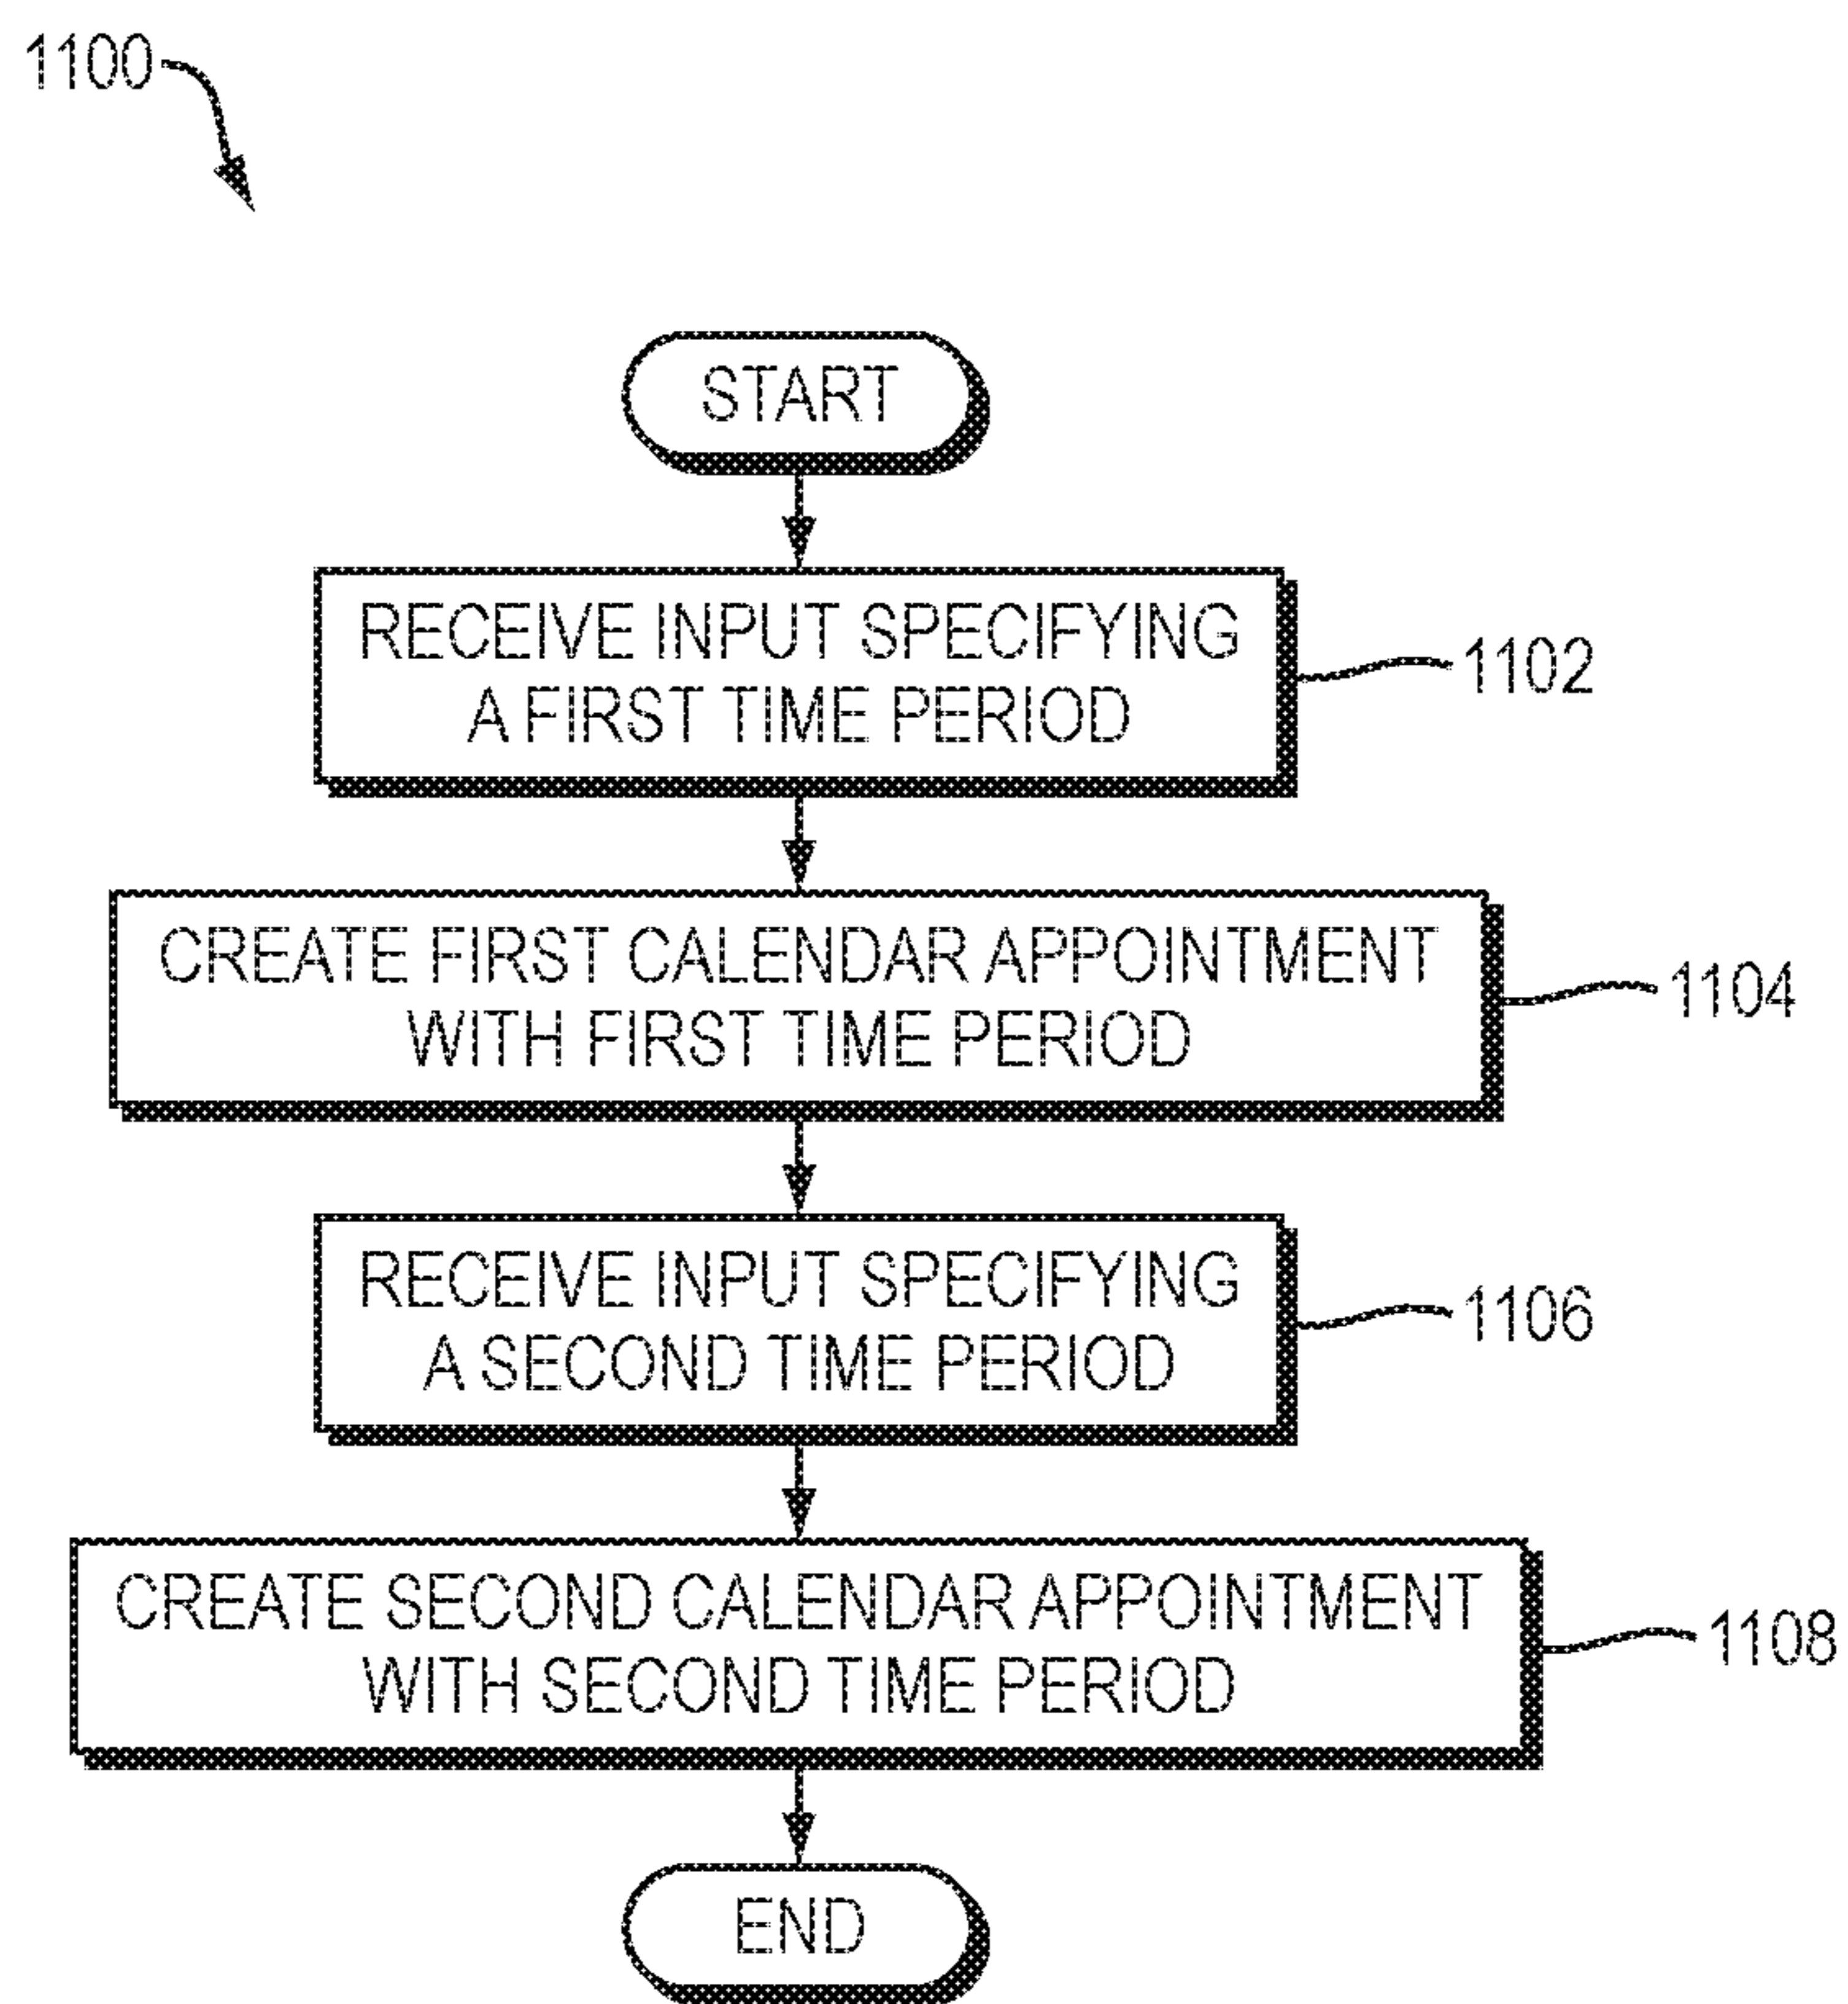 1100
START
RECEIVE INPUT SPECIFYING
A FIRST TIME PERIOD
1102
CREATE FIRST CALENDAR APPOINTMENT
WITH FIRST TIME PERIOD
1104
RECEIVE INPUT SPECIFYING
A SECOND TIME PERIOD
1106
CREATE SECOND CALENDAR APPOINTMENT
WITH SECOND TIME PERIOD
1108
END